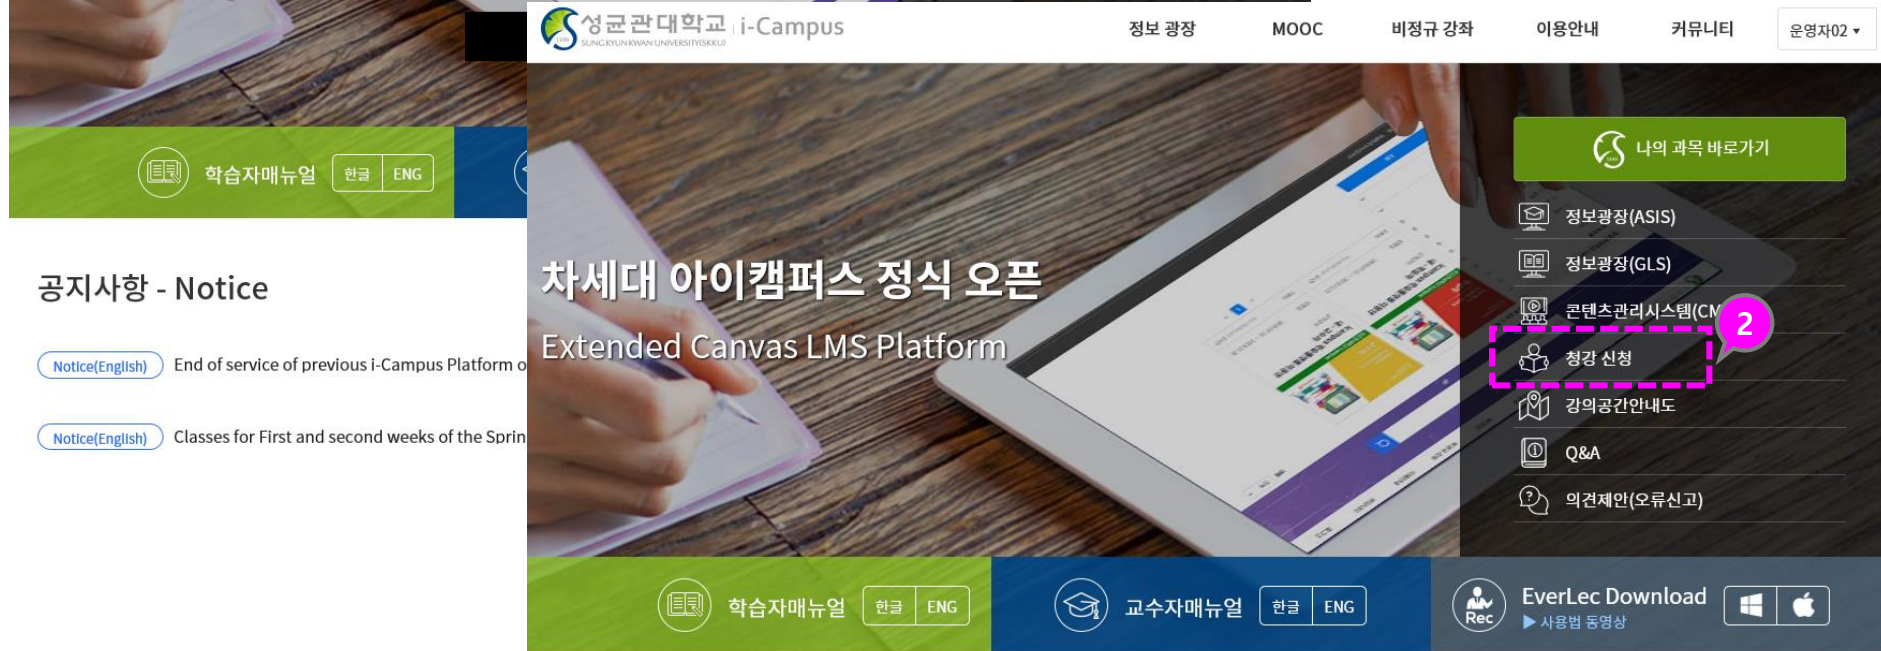 성균관대학교 i-Campus
SUNGKYUNKWAN UNIVERSITY(SKKU)
정보 광장
MOOC
비정규 강좌
이용안내
커뮤니티
운영자02 ▾
나의 과목 바로가기
정보광장(ASIS)
정보광장(GLS)
콘텐츠관리시스템(CM
2
청강 신청
강의공간안내도
Q&A
의견제안(오류신고)
차세대 아이캠퍼스 정식 오픈
Extended Canvas LMS Platform
학습자매뉴얼 한글 ENG
공지사항 - Notice
Notice(English) End of service of previous i-Campus Platform o
Notice(English) Classes for First and second weeks of the Sprin
학습자매뉴얼 한글 ENG
교수자매뉴얼 한글 ENG
Rec
EverLec Download
▶ 사용법 동영상